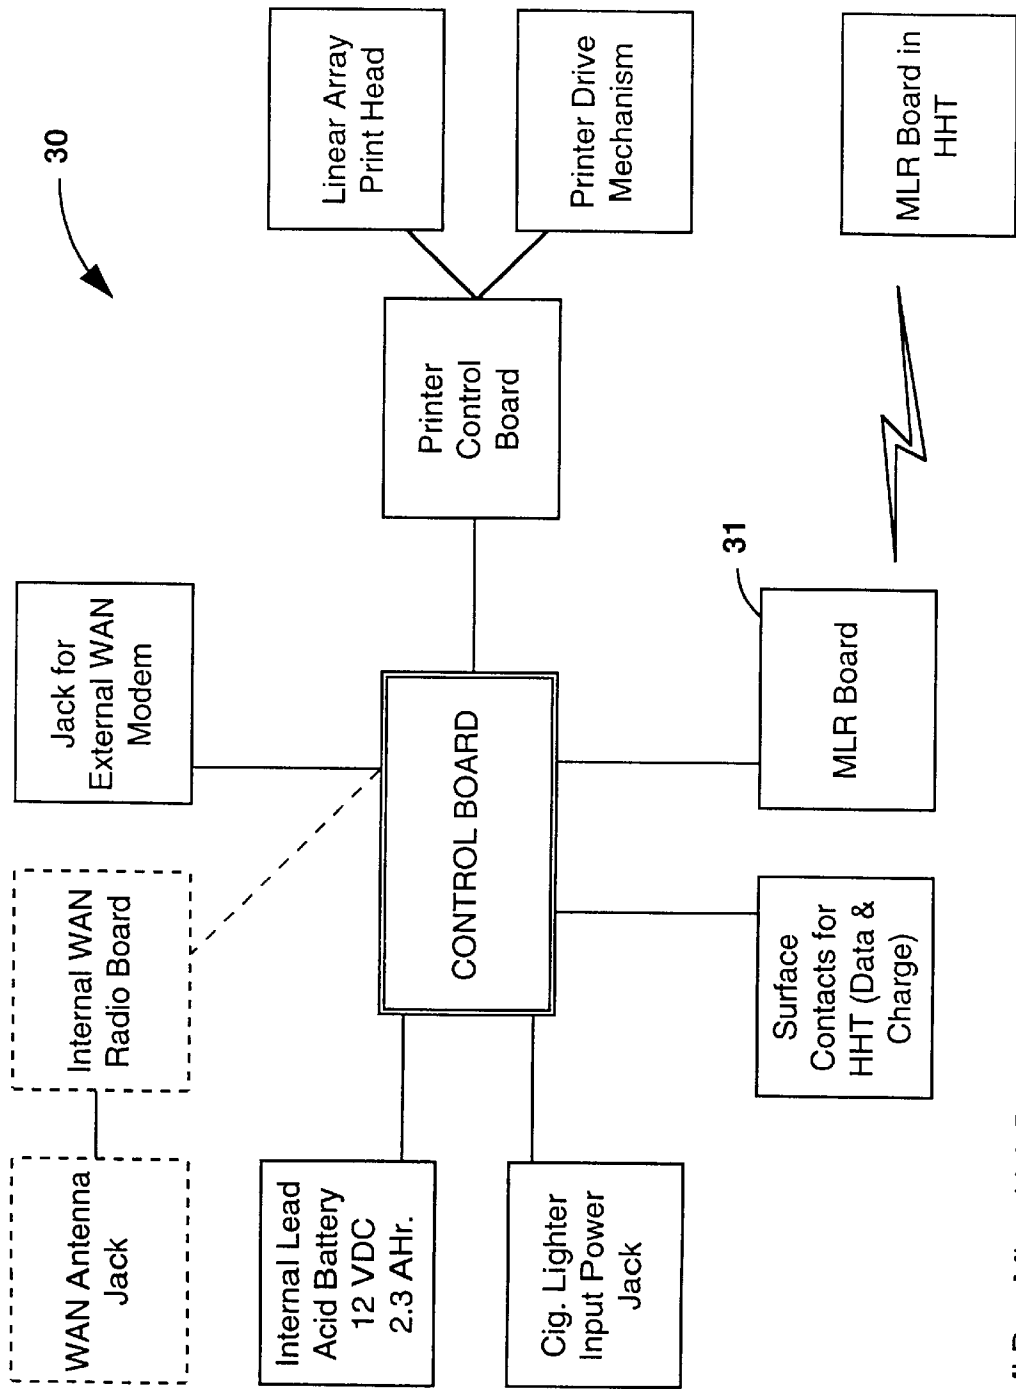 30
WAN Antenna
Jack
Internal WAN
Radio Board
Jack for
External WAN
Modem
Linear Array
Print Head
Internal Lead
Acid Battery
12 VDC
2.3 AHr.
Printer
Control
Board
CONTROL BOARD
Printer Drive
Mechanism
Cig. Lighter
Input Power
Jack
31
Surface
Contacts for
HHT (Data &
Charge)
MLR Board
MLR Board in
HHT